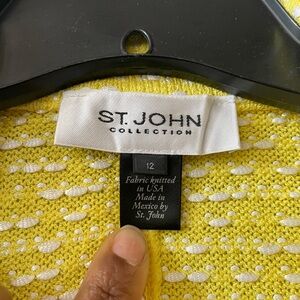 ST. JOHN
COLLECTION
12
Fabric knitted
in USA
Made in
Mexico by
St. John